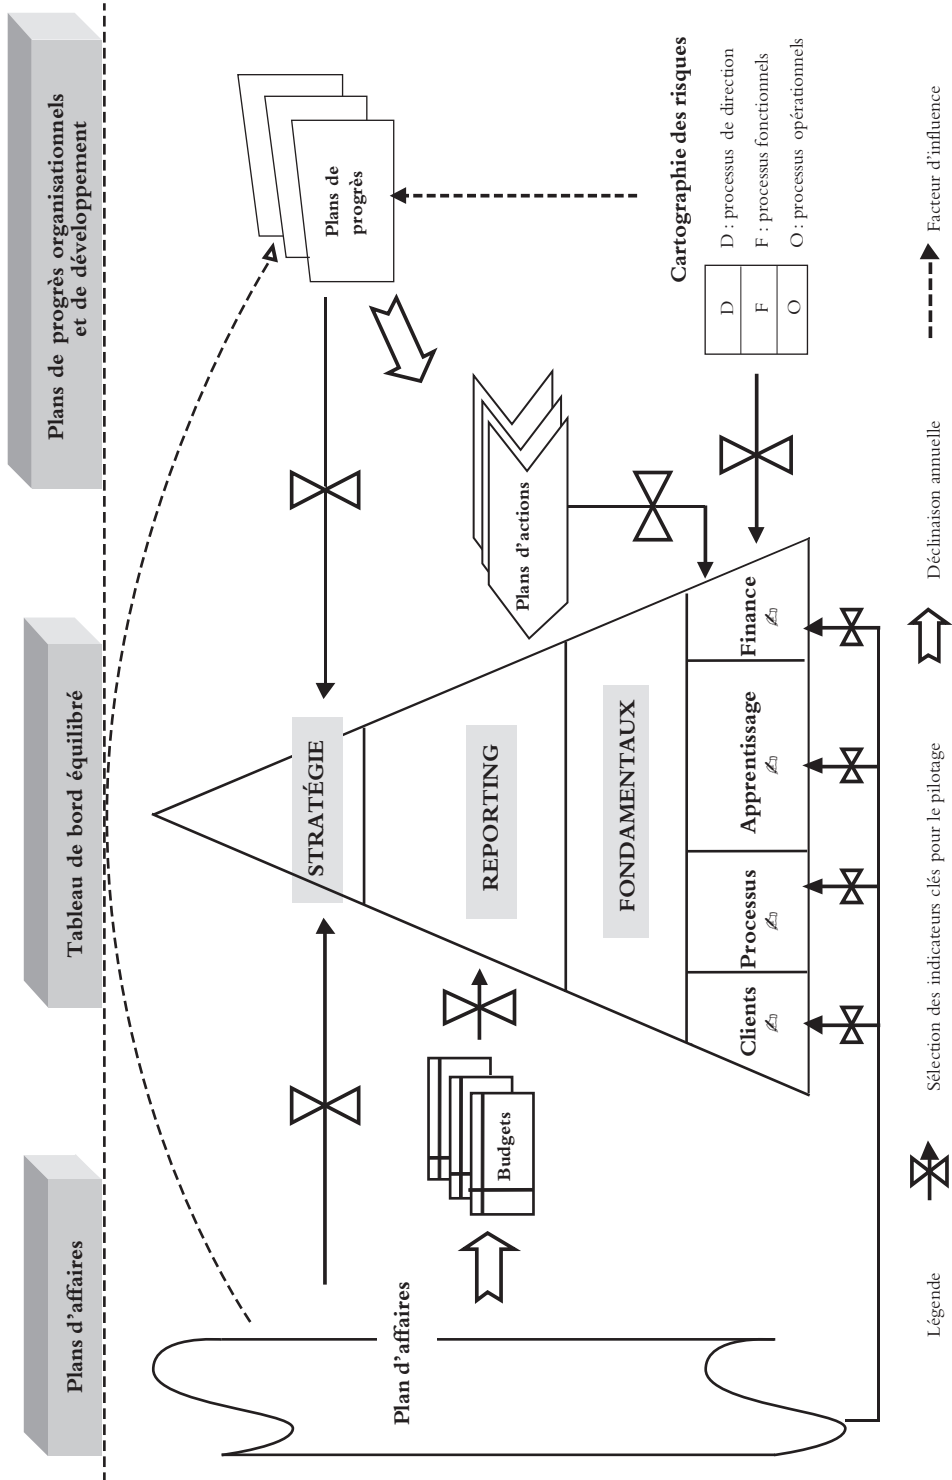 Plans d'affaires
Tableau de bord équilibré
Plans de progrès organisationnels
et de développement
Plan d'affaires
Budgets
STRATÉGIE
REPORTING
FONDAMENTAUX
Clients
Processus
Apprentissage
Finance
Plans de
progrès
Plans d'actions
Cartographie des risques
D
F
O
D : processus de direction
F : processus fonctionnels
O : processus opérationnels
Légende
Sélection des indicateurs clés pour le pilotage
Déclinaison annuelle
Facteur d'influence